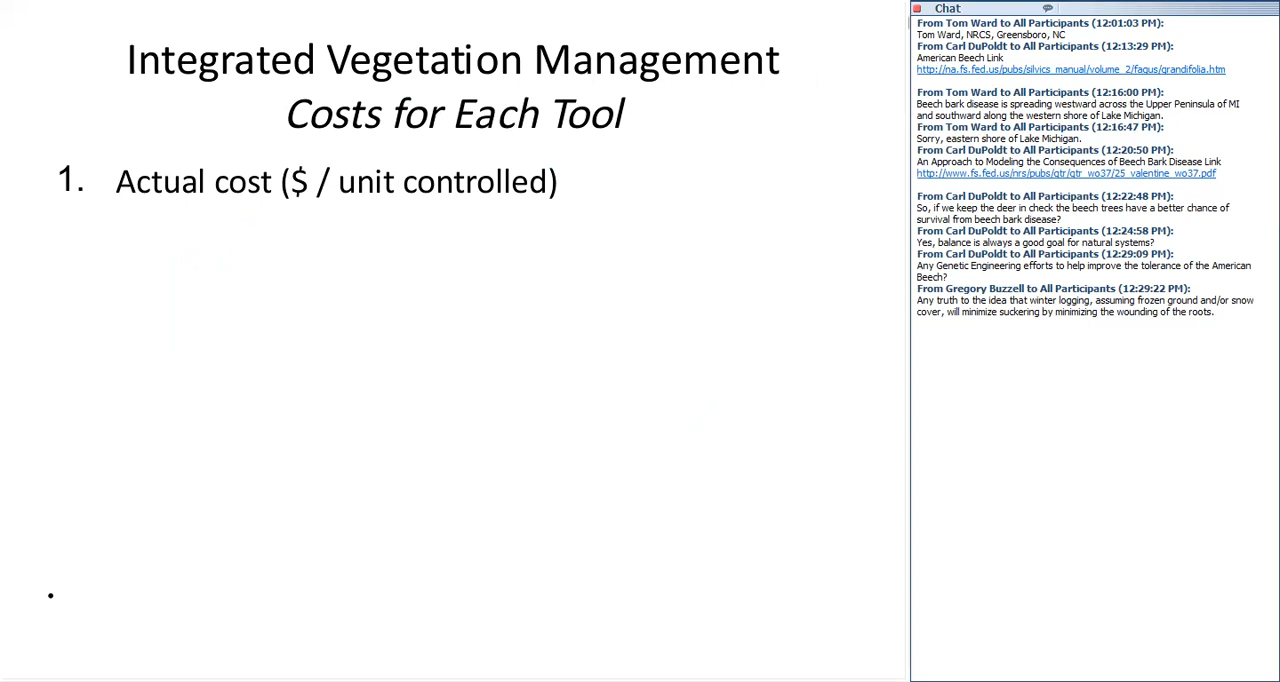 Integrated Vegetation Management
Costs for Each Tool
1. Actual cost ($ / unit controlled)
•
Chat
From Tom Ward to All Participants (12:01:03 PM):
Tom Ward, NRCS, Greensboro, NC
From Carl DuPoldt to All Participants (12:13:29 PM):
American Beech Link
http://na.fs.fed.us/pubs/silvics_manual/volume_2/fagus/grandifolia.htm
From Tom Ward to All Participants (12:16:00 PM):
Beech bark disease is spreading westward across the Upper Peninsula of MI
and southward along the western shore of Lake Michigan.
From Tom Ward to All Participants (12:16:47 PM):
Sorry, eastern shore of Lake Michigan.
From Carl DuPoldt to All Participants (12:20:50 PM):
An Approach to Modeling the Consequences of Beech Bark Disease Link
http://www.fs.fed.us/nrs/pubs/gtr/gtr_wo37/25_valentine_wo37.pdf
From Carl DuPoldt to All Participants (12:22:48 PM):
So, if we keep the deer in check the beech trees have a better chance of
survival from beech bark disease?
From Carl DuPoldt to All Participants (12:24:58 PM):
Yes, balance is always a good goal for natural systems?
From Carl DuPoldt to All Participants (12:29:09 PM):
Any Genetic Engineering efforts to help improve the tolerance of the American
Beech?
From Gregory Buzzell to All Participants (12:29:22 PM):
Any truth to the idea that winter logging, assuming frozen ground and/or snow
cover, will minimize suckering by minimizing the wounding of the roots.